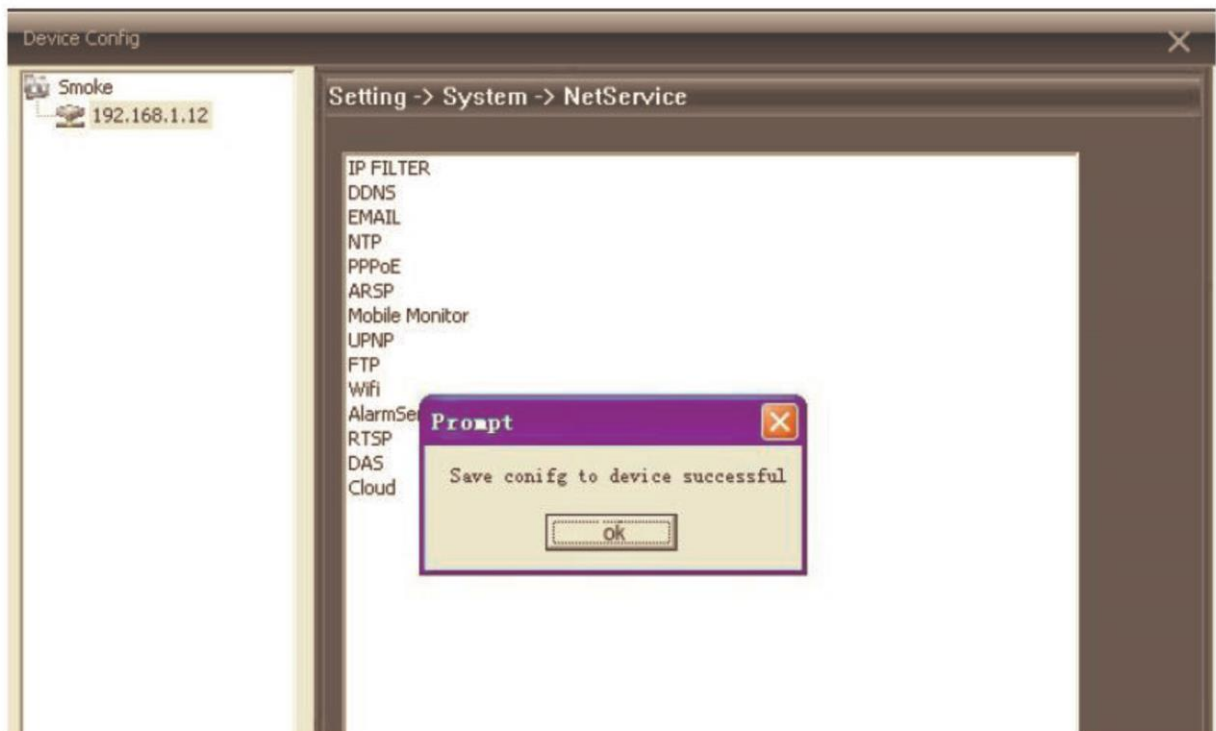 Device Config
Smoke
192.168.1.12
Setting -> System -> NetService
IP FILTER
DDNS
EMAIL
NTP
PPPoE
ARSP
Mobile Monitor
UPNP
FTP
Wifi
AlarmSe
RTSP
DAS
Cloud
Prompt
Save conifg to device successful
ok